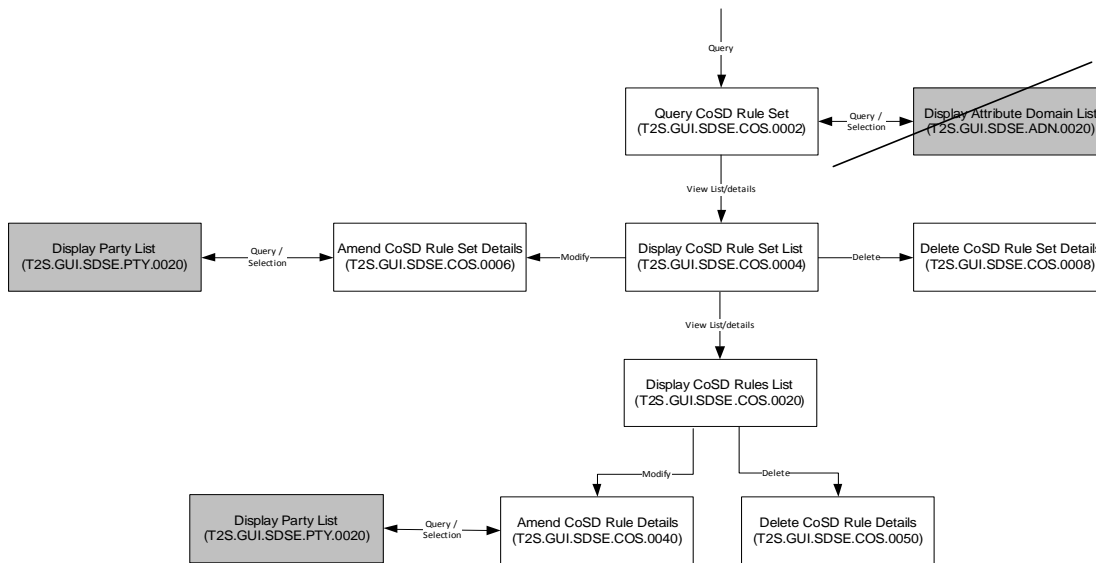 Query
Query CoSD Rule Set
(T2S.GUI.SDSE.COS.0002)
Query /
Selection
Display Attribute Domain List
(T2S.GUI.SDSE.ADN.0020)
View List/details
Display Party List
(T2S.GUI.SDSE.PTY.0020)
Query /
Selection
Amend CoSD Rule Set Details
(T2S.GUI.SDSE.COS.0006)
Modify
Display CoSD Rule Set List
(T2S.GUI.SDSE.COS.0004)
Delete
Delete CoSD Rule Set Details
(T2S.GUI.SDSE.COS.0008)
View List/details
Display CoSD Rules List
(T2S.GUI.SDSE.COS.0020)
Modify
Delete
Display Party List
(T2S.GUI.SDSE.PTY.0020)
Query /
Selection
Amend CoSD Rule Details
(T2S.GUI.SDSE.COS.0040)
Delete CoSD Rule Details
(T2S.GUI.SDSE.COS.0050)